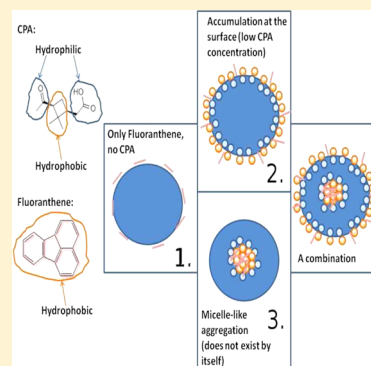 CPA:
Hydrophilic
O
HO
O
Hydrophobic
Fluoranthene:
Hydrophobic
Only Fluoranthene,
no CPA
1.
Accumulation at the
surface (low CPA
concentration)
2.
3.
Micelle-like
aggregation
(does not exist by
itself)
A combination